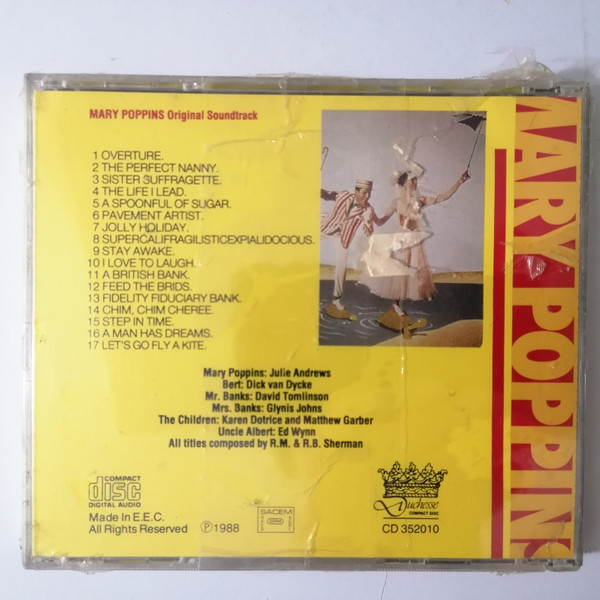 MARY POPPINS Original Soundtrack
1 OVERTURE.
2 THE PERFECT NANNY.
3 SISTER SUFFRAGETTE.
4 THE LIFE I LEAD.
5 A SPOONFUL OF SUGAR.
6 PAVEMENT ARTIST.
7 JOLLY HOLIDAY.
8 SUPERCALIFRAGILISTICEXPIALIDOCIOUS.
9 STAY AWAKE.
10 I LOVE TO LAUGH.
11 A BRITISH BANK.
12 FEED THE BRIDS.
13 FIDELITY FIDUCIARY BANK.
14 CHIM, CHIM CHEREE.
15 STEP IN TIME.
16 A MAN HAS DREAMS.
17 LET'S GO FLY A KITE.
Mary Poppins: Julie Andrews
Bert: Dick van Dycke
Mr. Banks: David Tomlinson
Mrs. Banks: Glynis Johns
The Children: Karen Dotrice and Matthew Garber
Uncle Albert: Ed Wynn
All titles composed by R.M. & R.B. Sherman
COMPACT
disc
DIGITAL AUDIO
Made In E.E.C.
All Rights Reserved
Ⓟ 1988
SACEM
Duchesse
COMPACT DISC
CD 352010
MARY POPPINS